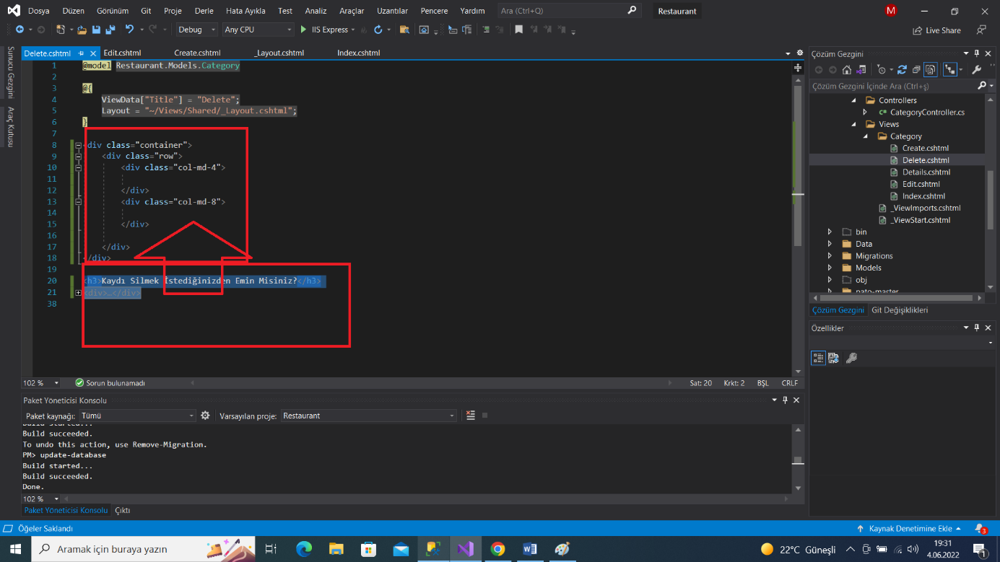 Dosya Düzen Görünüm Git Proje Derle Hata Ayıkla Test Analiz Araçlar Uzantılar Pencere Yardım Ara (Ctrl+Q) Restaurant M
Debug Any CPU IIS Express Live Share
Sunucu Gezgini
Araç Kutusu
Delete.cshtml Edit.cshtml Create.cshtml _Layout.cshtml Index.cshtml
1 @model Restaurant.Models.Category
2
3 @{
4 ViewData["Title"] = "Delete";
5 Layout = "~/Views/Shared/_Layout.cshtml";
6 }
7
8 <div class="container">
9 <div class="row">
10 <div class="col-md-4">
11
12 </div>
13 <div class="col-md-8">
14
15 </div>
16
17 </div>
18 </div>
19
20 <h3>Kaydı Silmek İstediğinizden Emin Misiniz?</h3>
21 <div>…</div>
38
102 % Sorun bulunamadı Sat: 20 Krkt: 2 BŞL CRLF
Paket Yöneticisi Konsolu
Paket kaynağı: Tümü Varsayılan proje: Restaurant
Build started...
Build succeeded.
To undo this action, use Remove-Migration.
PM> update-database
Build started...
Build succeeded.
Done.
102 %
Paket Yöneticisi Konsolu Çıktı
Çözüm Gezgini
Çözüm Gezgini İçinde Ara (Ctrl+ş)
Controllers
C# CategoryController.cs
Views
Category
Create.cshtml
Delete.cshtml
Details.cshtml
Edit.cshtml
Index.cshtml
_ViewImports.cshtml
_ViewStart.cshtml
bin
Data
Migrations
Models
obj
pato-master
Çözüm Gezgini Git Değişiklikleri
Özellikler
Öğeler Saklandı Kaynak Denetimine Ekle 3
Aramak için buraya yazın 22°C Güneşli 19:31
4.06.2022 1